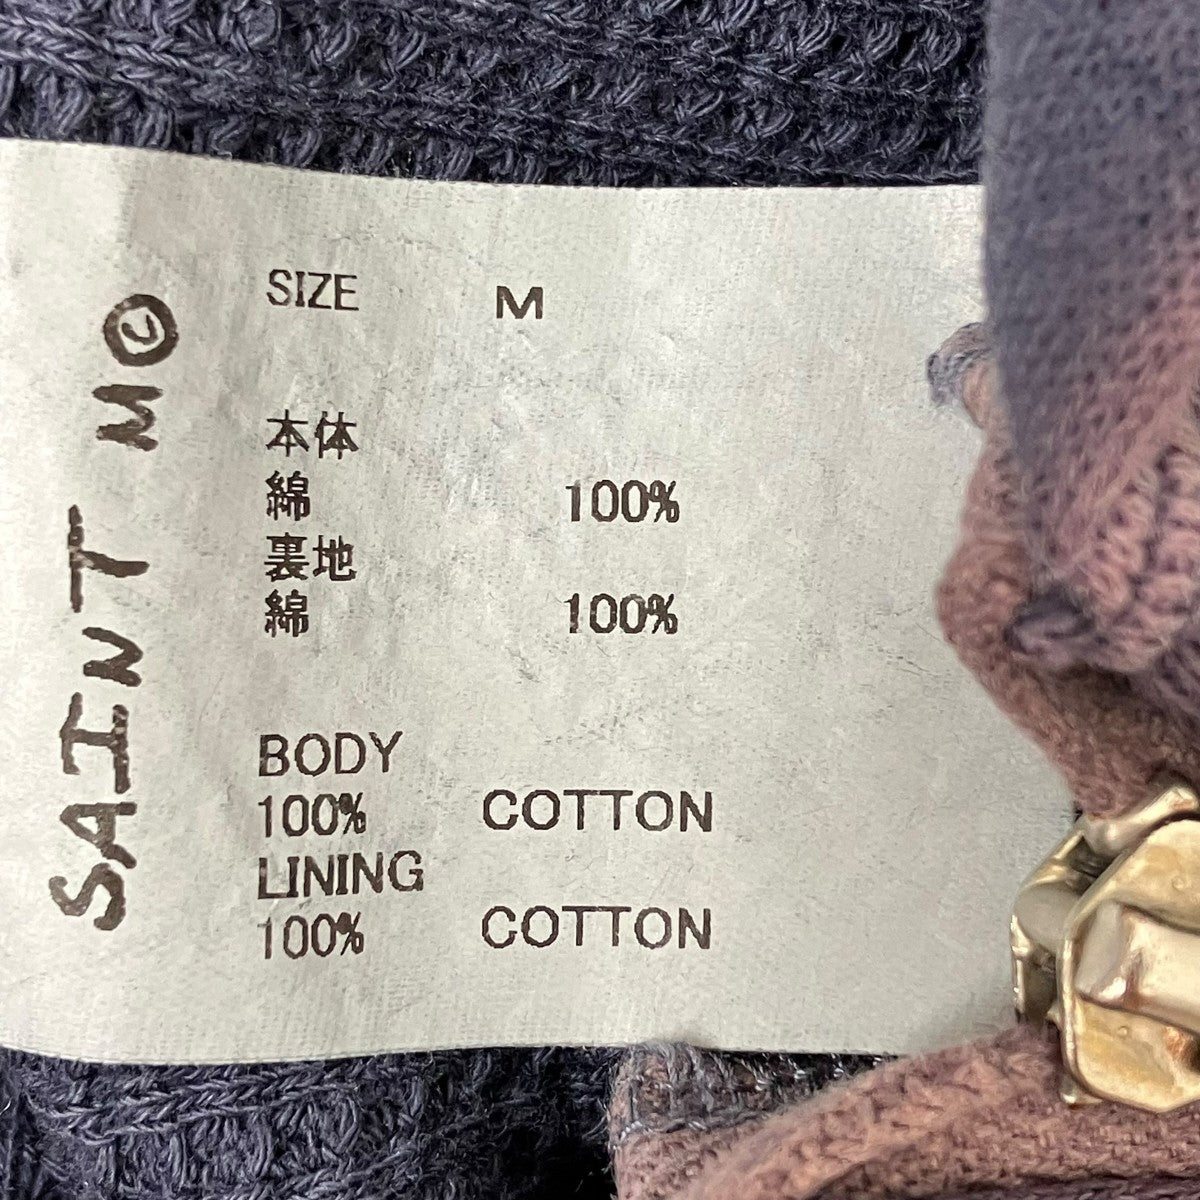 SAINT M©
SIZE M
本体
綿 100%
裏地
綿 100%
BODY
100% COTTON
LINING
100% COTTON